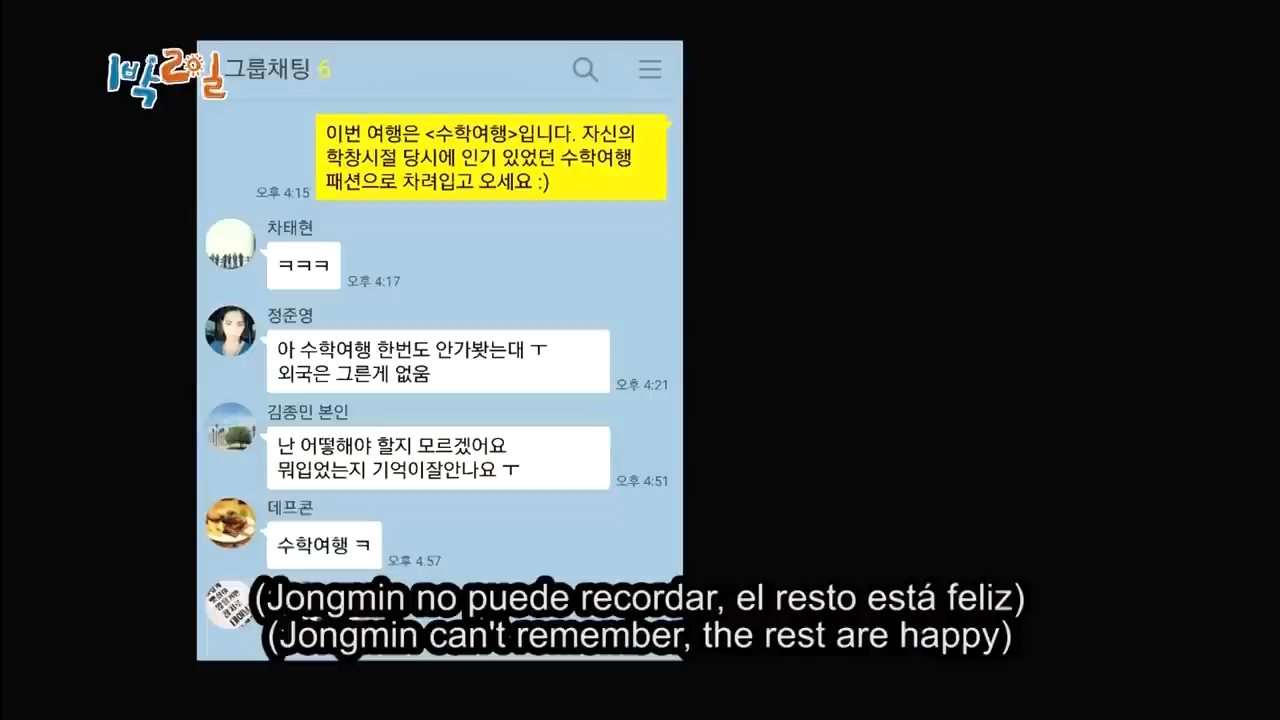 1박2일
그룹채팅 6
이번 여행은 <수학여행>입니다. 자신의
학창시절 당시에 인기 있었던 수학여행
패션으로 차려입고 오세요 :)
오후 4:15
차태현
ㅋㅋㅋ
오후 4:17
정준영
아 수학여행 한번도 안가봣는대 ㅜ
외국은 그른게 없움
오후 4:21
김종민 본인
난 어떻해야 할지 모르겠어요
뭐입었는지 기억이잘안나요 ㅜ
오후 4:51
데프콘
수학여행 ㅋ
오후 4:57
(Jongmin no puede recordar, el resto está feliz)
(Jongmin can't remember, the rest are happy)